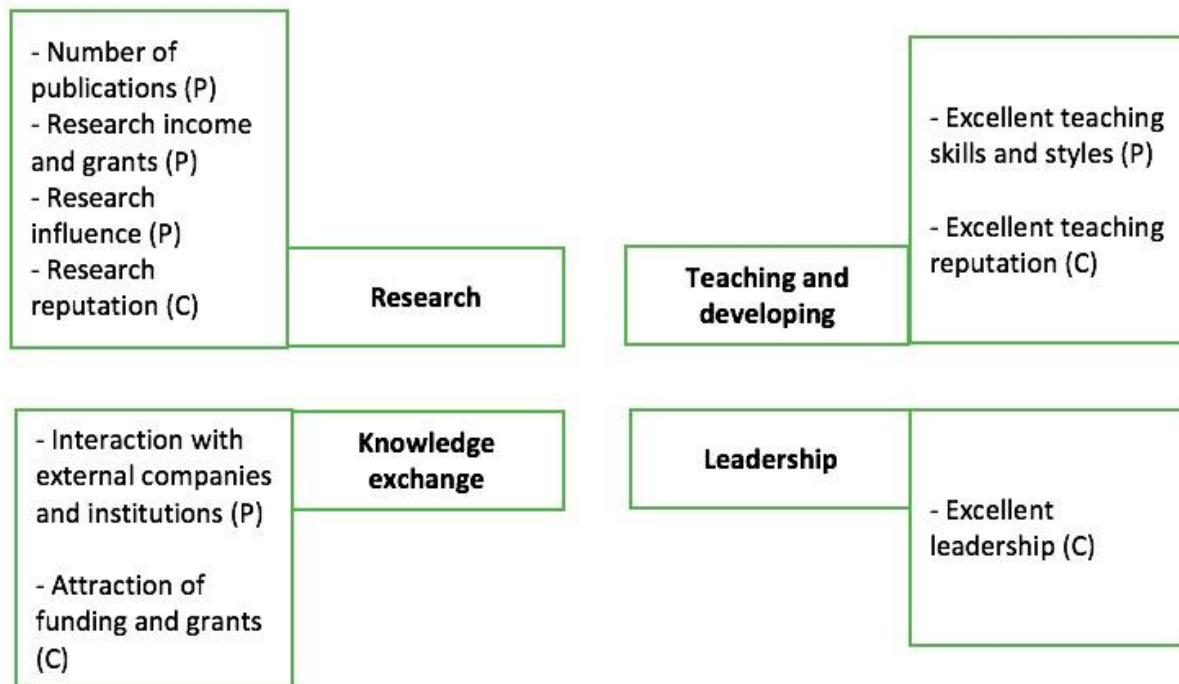 - Number of
publications (P)
- Research income
and grants (P)
- Research
influence (P)
- Research
reputation (C)
Research
Teaching and
developing
- Excellent teaching
skills and styles (P)
- Excellent teaching
reputation (C)
- Interaction with
external companies
and institutions (P)
- Attraction of
funding and grants
(C)
Knowledge
exchange
Leadership
- Excellent
leadership (C)